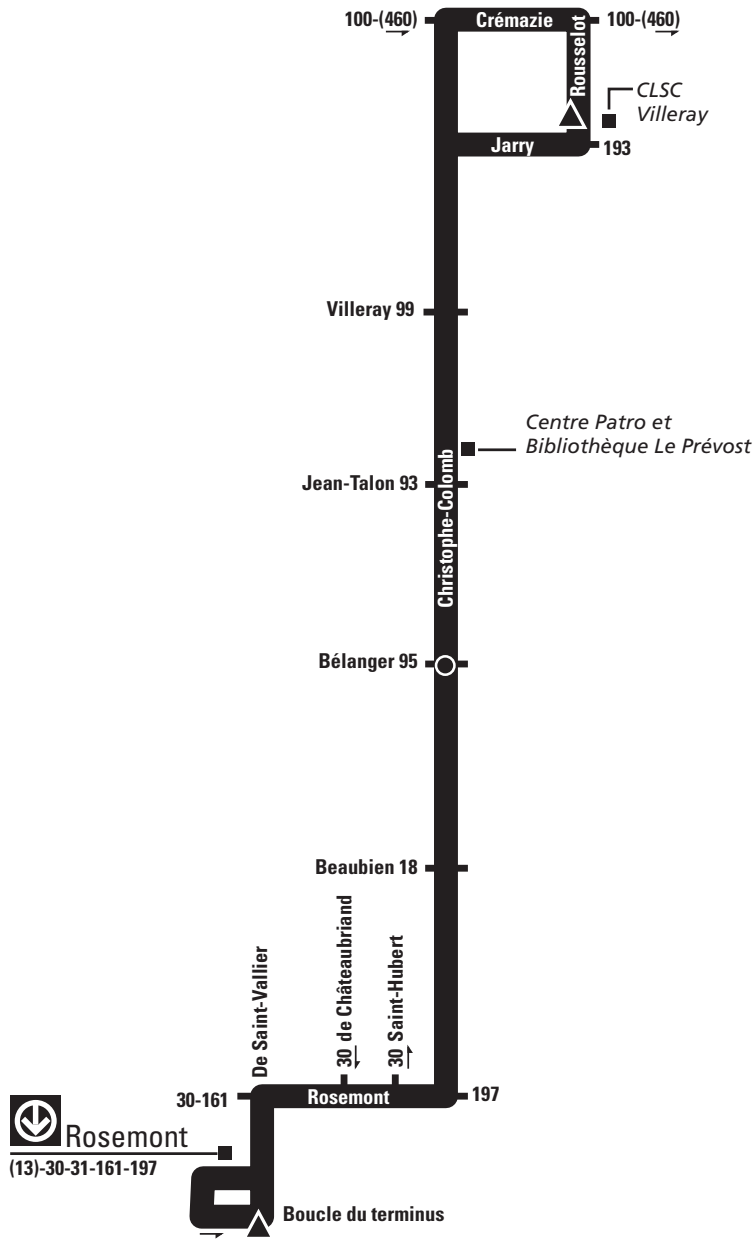 100-(460)
Crémazie
100-(460)
Rousselot
CLSC
Villeray
Jarry
193
Villeray 99
Centre Patro et
Bibliothèque Le Prévost
Jean-Talon 93
Christophe-Colomb
Bélanger 95
Beaubien 18
De Saint-Vallier
30 de Châteaubriand
30 Saint-Hubert
30-161
Rosemont
197
Rosemont
(13)-30-31-161-197
Boucle du terminus